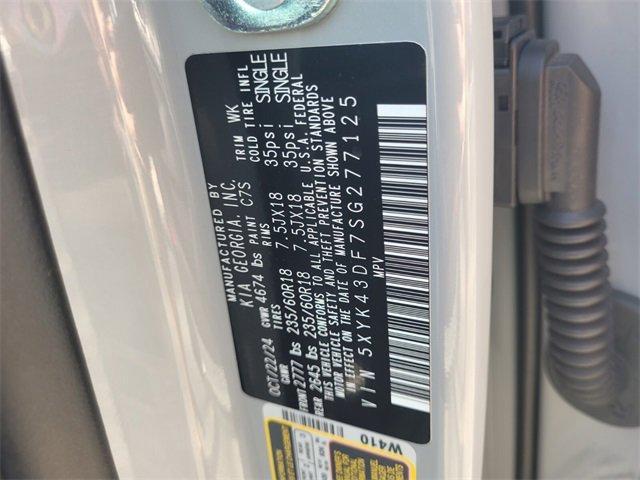 MANUFACTURED BY
KIA GEORGIA, INC.
OCT/22/24 GVWR 4674 lbs PAINT C7S TRIM WK
GAWR TIRES RIMS COLD TIRE INFL
FRONT 2777 lbs 235/60R18 7.5JX18 35psi SINGLE
REAR 2645 lbs 235/60R18 7.5JX18 35psi SINGLE
THIS VEHICLE CONFORMS TO ALL APPLICABLE U.S.A. FEDERAL
MOTOR VEHICLE SAFETY AND THEFT PREVENTION STANDARDS
IN EFFECT ON THE DATE OF MANUFACTURE SHOWN ABOVE
VIN 5XYK43DF7SG277125
MPV
W410